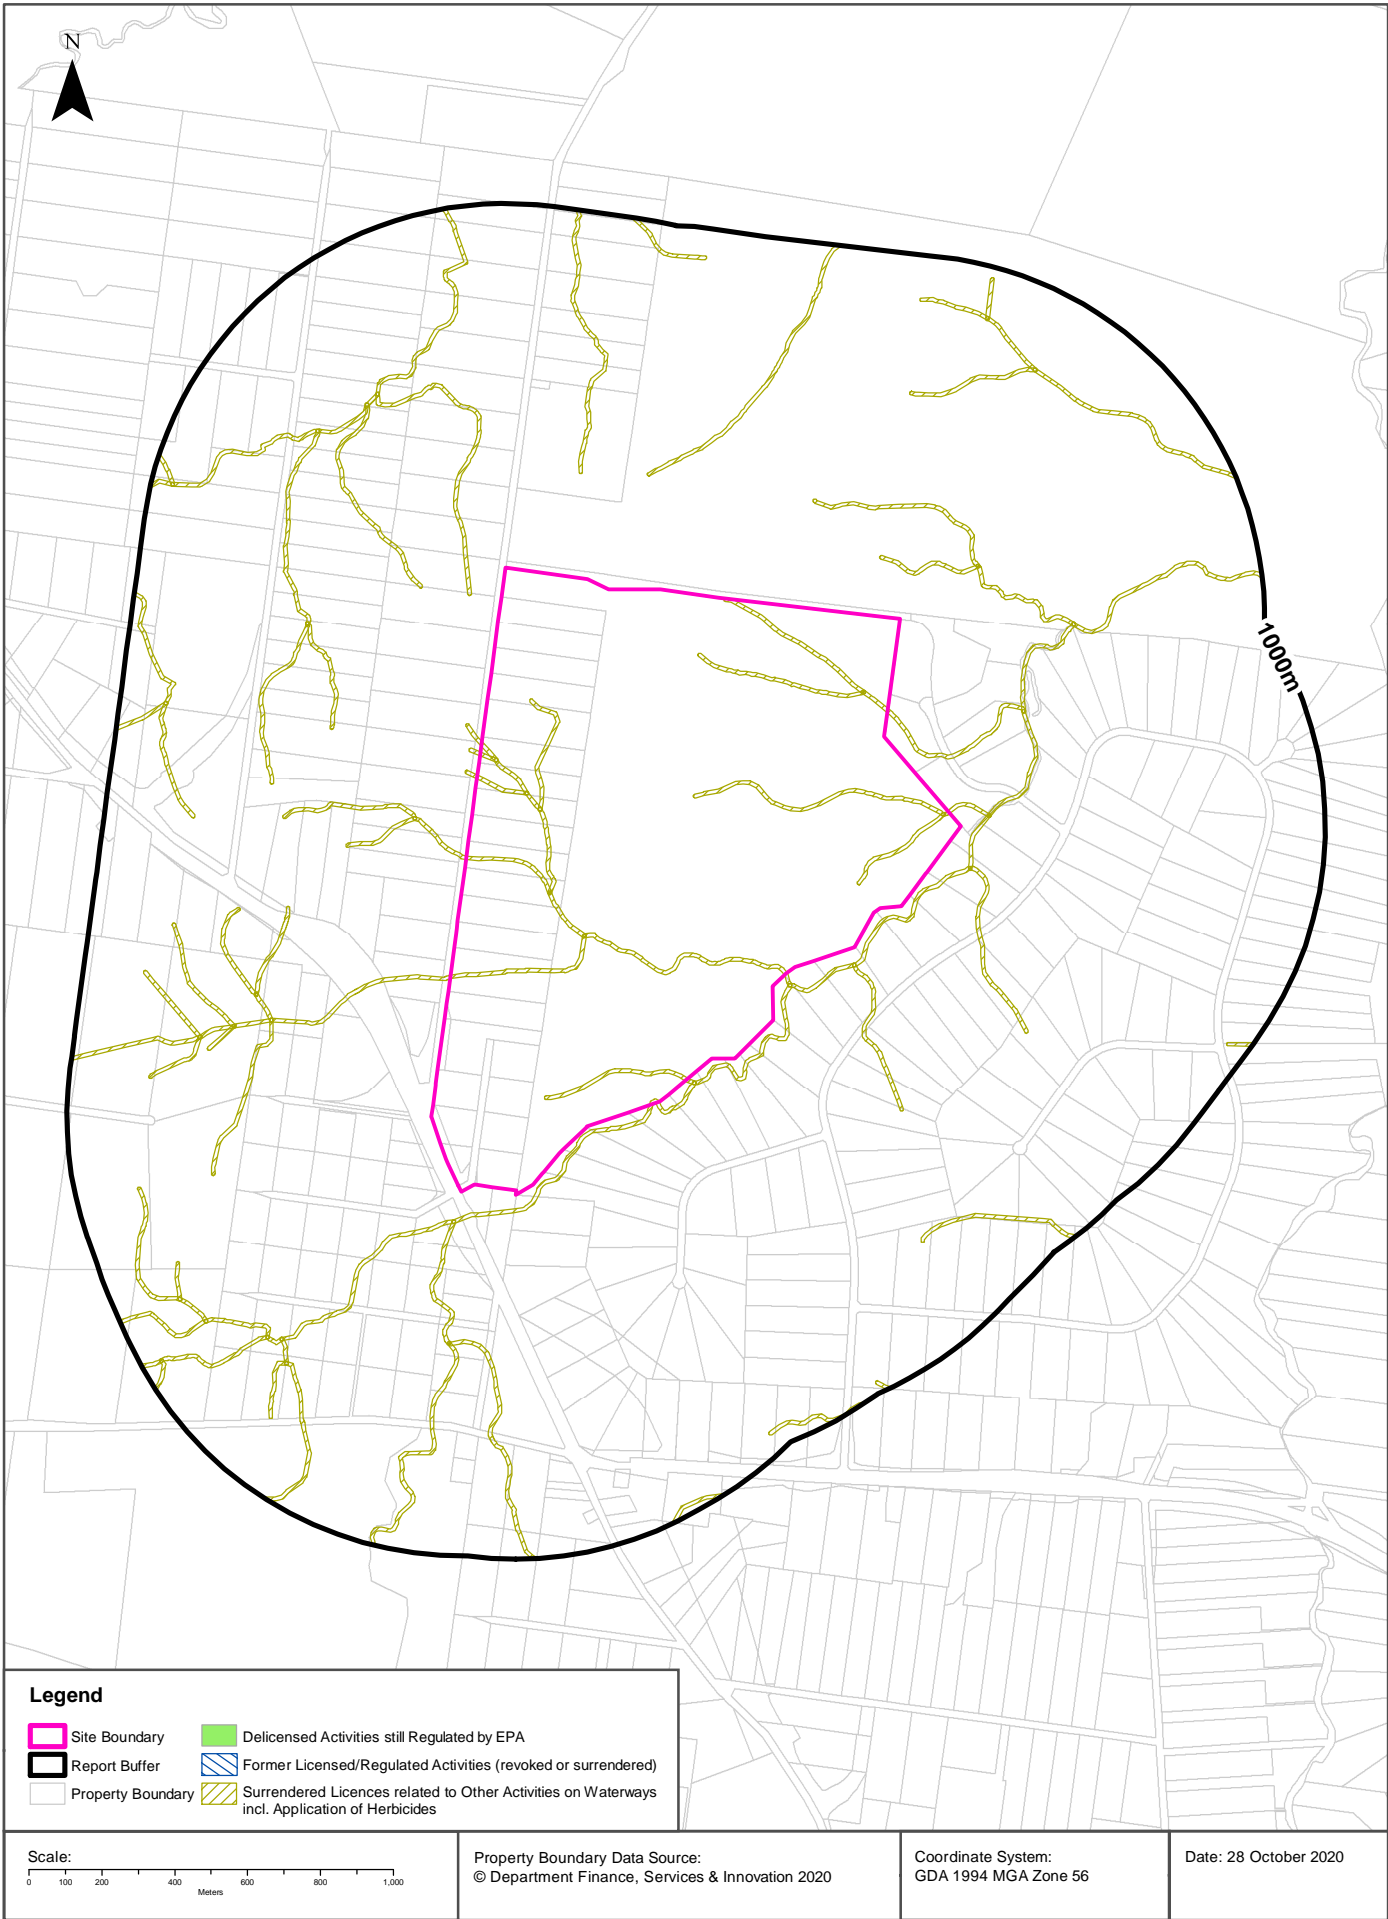 N
1000m
Legend
Site Boundary
Report Buffer
Property Boundary
Delicensed Activities still Regulated by EPA
Former Licensed/Regulated Activities (revoked or surrendered)
Surrendered Licences related to Other Activities on Waterways
incl. Application of Herbicides
Scale:
0 100 200 400 600 800 1,000
Meters
Property Boundary Data Source:
© Department Finance, Services & Innovation 2020
Coordinate System:
GDA 1994 MGA Zone 56
Date: 28 October 2020